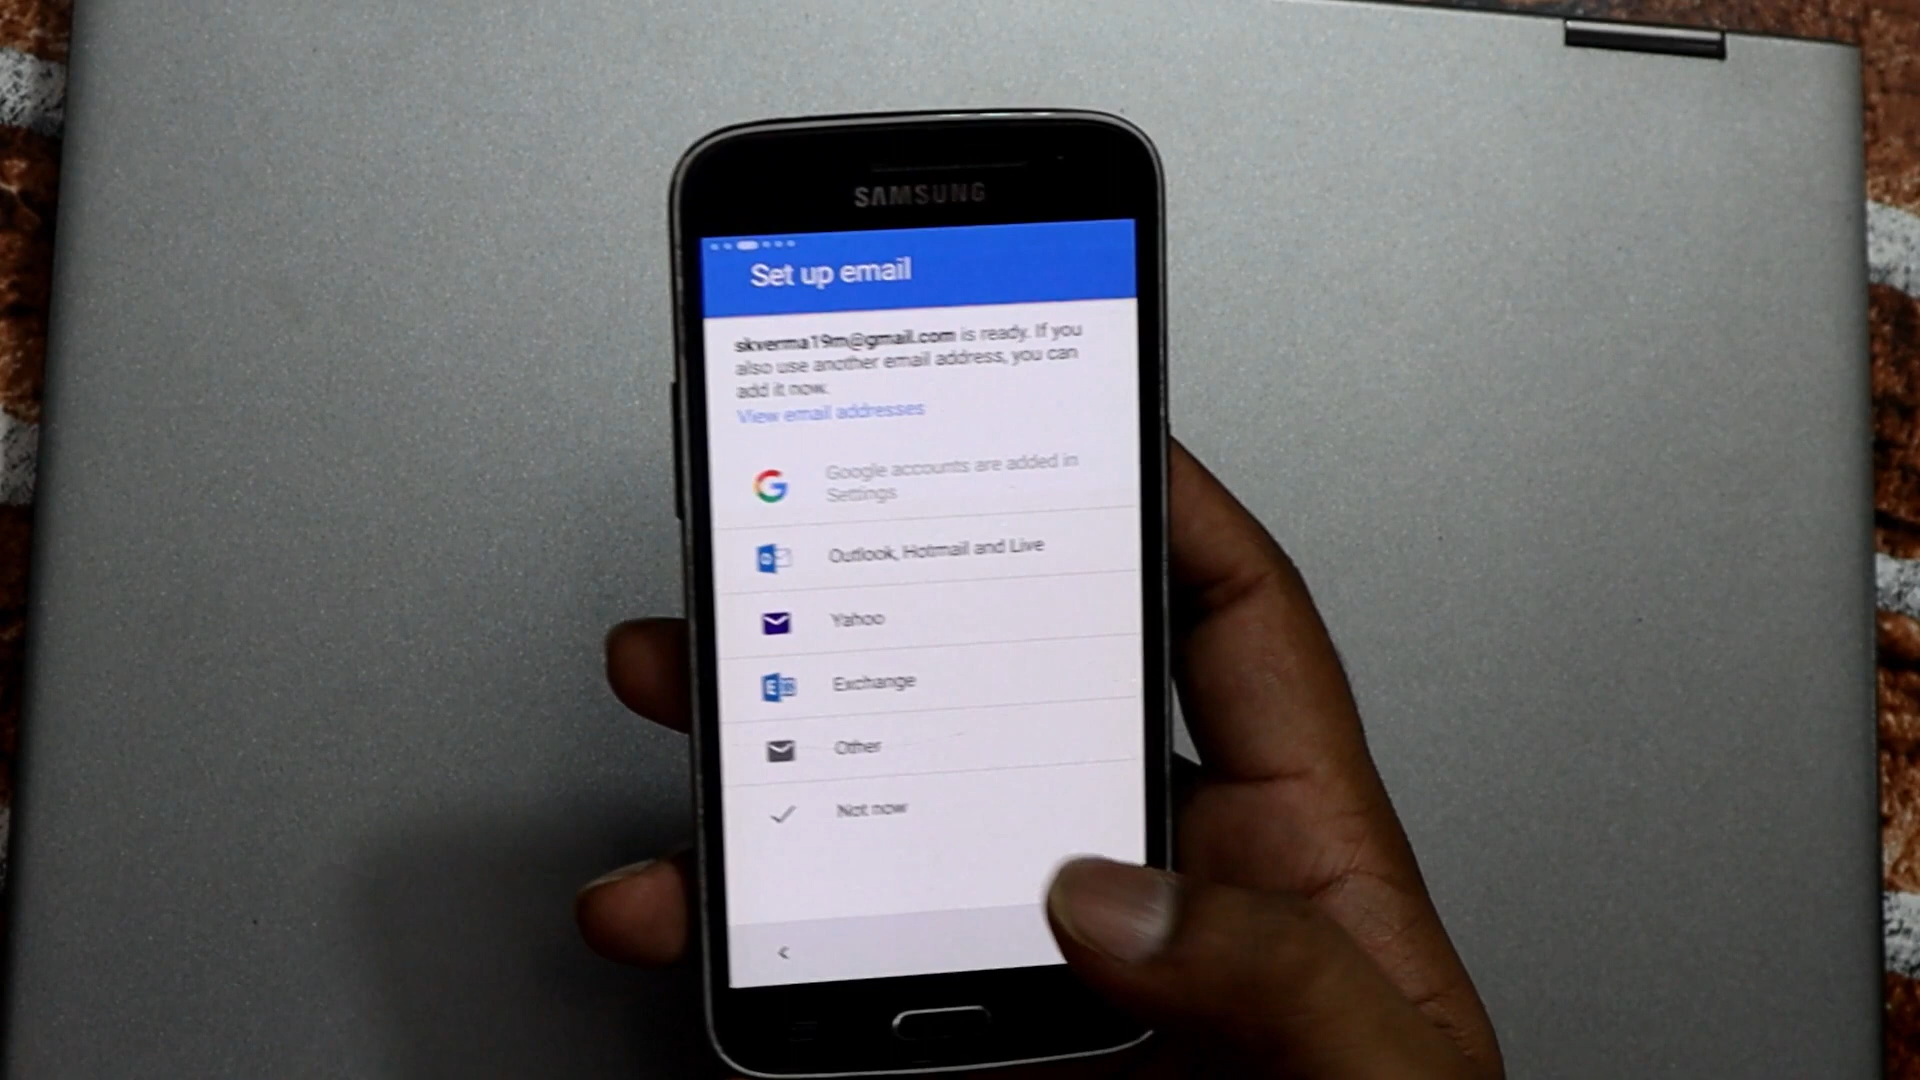 SAMSUNG
Set up email
skverma19m@gmail.com is ready. If you
also use another email address, you can
add it now.
View email addresses
Google accounts are added in
Settings
Outlook, Hotmail and Live
Yahoo
Exchange
Other
Not now